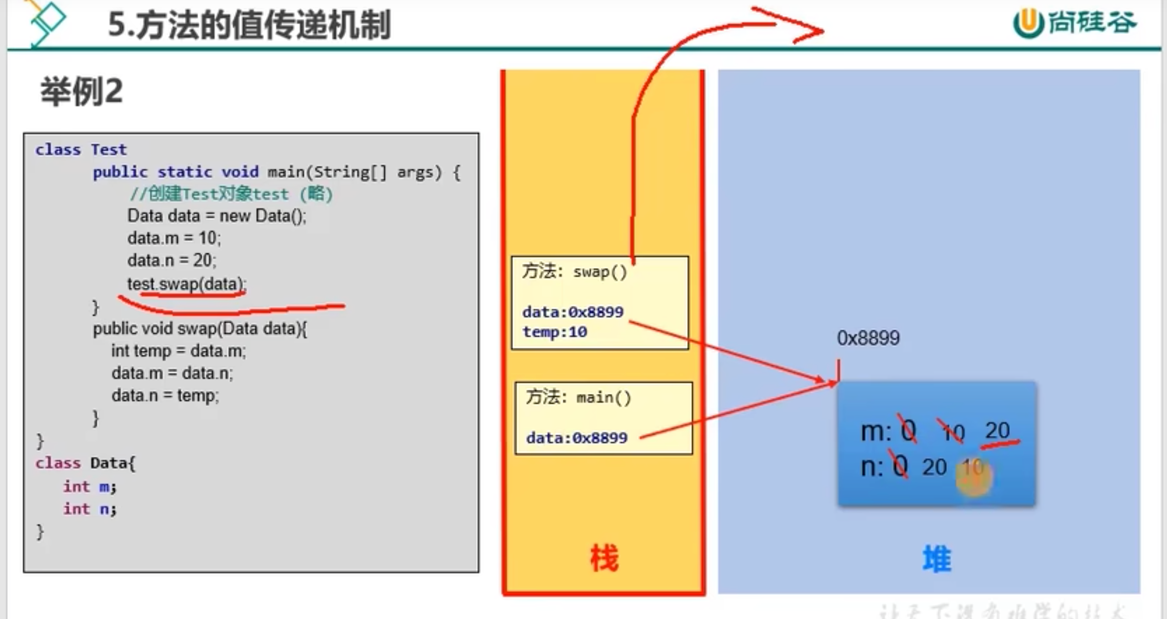 5.方法的值传递机制
尚硅谷
举例2
class Test
public static void main(String[] args) {
//创建Test对象test (略)
Data data = new Data();
data.m = 10;
data.n = 20;
test.swap(data);
}
public void swap(Data data){
int temp = data.m;
data.m = data.n;
data.n = temp;
}
}
class Data{
int m;
int n;
}
方法: swap()
data:0x8899
temp:10
方法: main()
data:0x8899
栈
0x8899
m: 0 10 20
n: 0 20 10
堆
让天下没有难学的技术